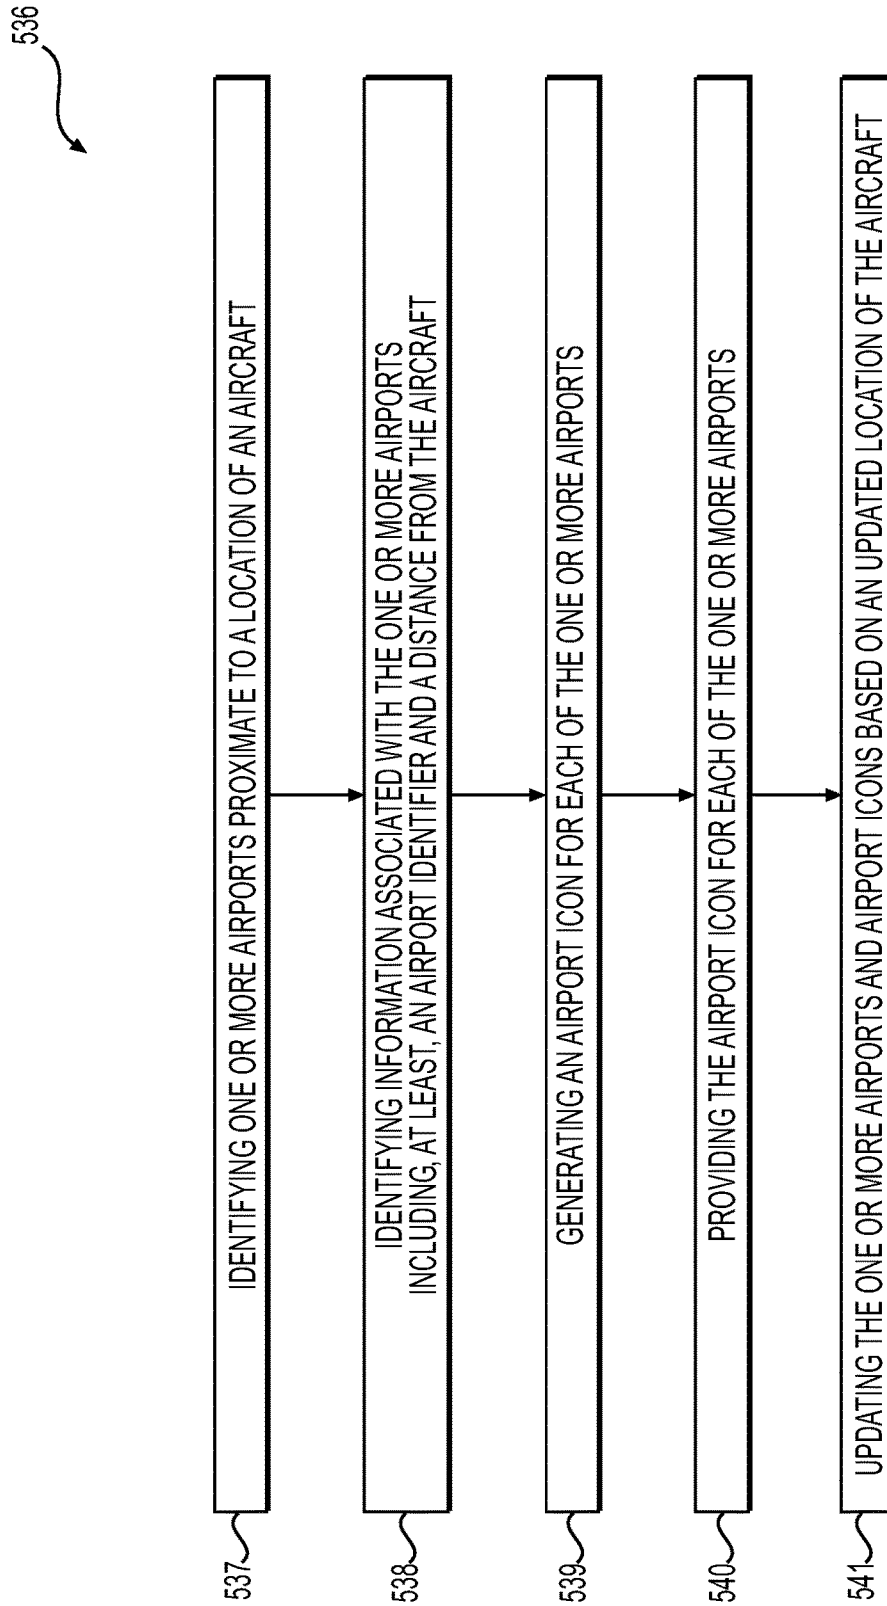 536
537
IDENTIFYING ONE OR MORE AIRPORTS PROXIMATE TO A LOCATION OF AN AIRCRAFT
538
IDENTIFYING INFORMATION ASSOCIATED WITH THE ONE OR MORE AIRPORTS
INCLUDING, AT LEAST, AN AIRPORT IDENTIFIER AND A DISTANCE FROM THE AIRCRAFT
539
GENERATING AN AIRPORT ICON FOR EACH OF THE ONE OR MORE AIRPORTS
540
PROVIDING THE AIRPORT ICON FOR EACH OF THE ONE OR MORE AIRPORTS
541
UPDATING THE ONE OR MORE AIRPORTS AND AIRPORT ICONS BASED ON AN UPDATED LOCATION OF THE AIRCRAFT